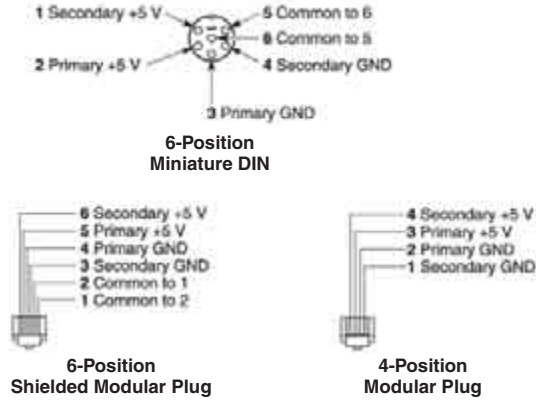 1 Secondary +5 V
5 Common to 6
6 Common to 5
2 Primary +5 V
4 Secondary GND
3 Primary GND
6-Position
Miniature DIN
6 Secondary +5 V
5 Primary +5 V
4 Primary GND
3 Secondary GND
2 Common to 1
1 Common to 2
6-Position
Shielded Modular Plug
4 Secondary +5 V
3 Primary +5 V
2 Primary GND
1 Secondary GND
4-Position
Modular Plug